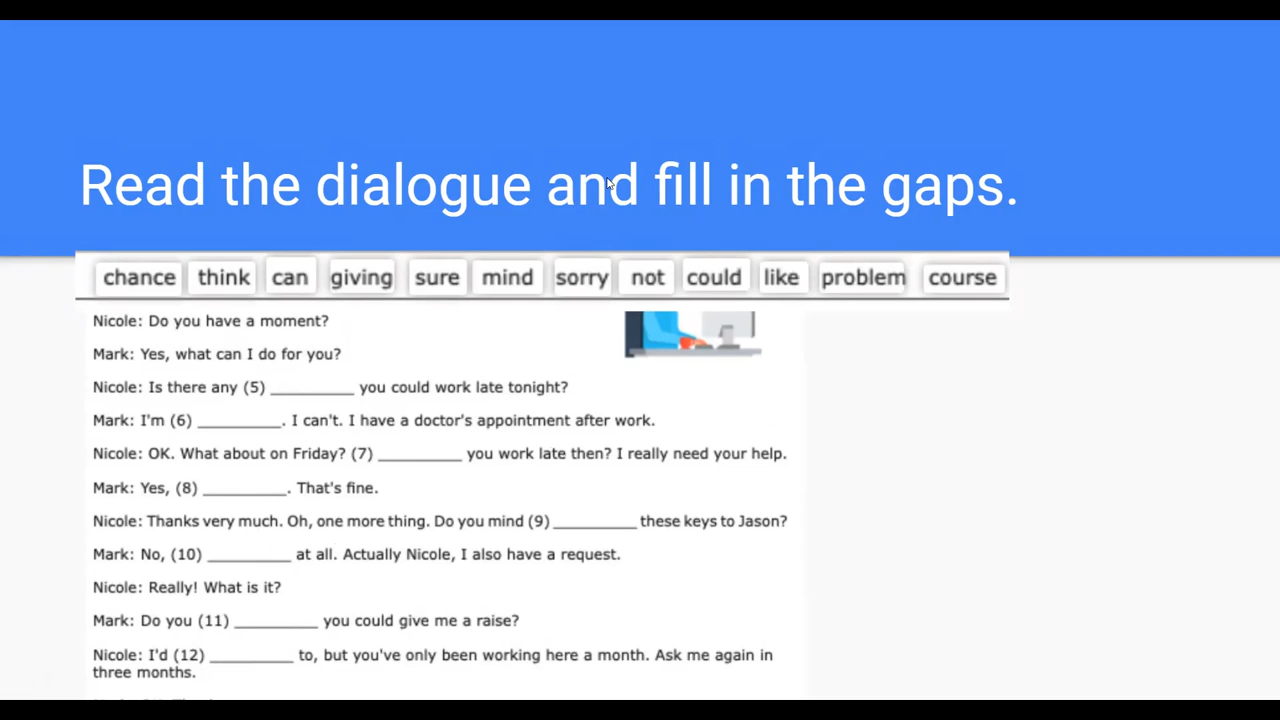 Read the dialogue and fill in the gaps.
chance think can giving sure mind sorry not could like problem course
Nicole: Do you have a moment?
Mark: Yes, what can I do for you?
Nicole: Is there any (5) __________ you could work late tonight?
Mark: I'm (6) __________. I can't. I have a doctor's appointment after work.
Nicole: OK. What about on Friday? (7) __________ you work late then? I really need your help.
Mark: Yes, (8) __________. That's fine.
Nicole: Thanks very much. Oh, one more thing. Do you mind (9) __________ these keys to Jason?
Mark: No, (10) __________ at all. Actually Nicole, I also have a request.
Nicole: Really! What is it?
Mark: Do you (11) __________ you could give me a raise?
Nicole: I'd (12) __________ to, but you've only been working here a month. Ask me again in
three months.